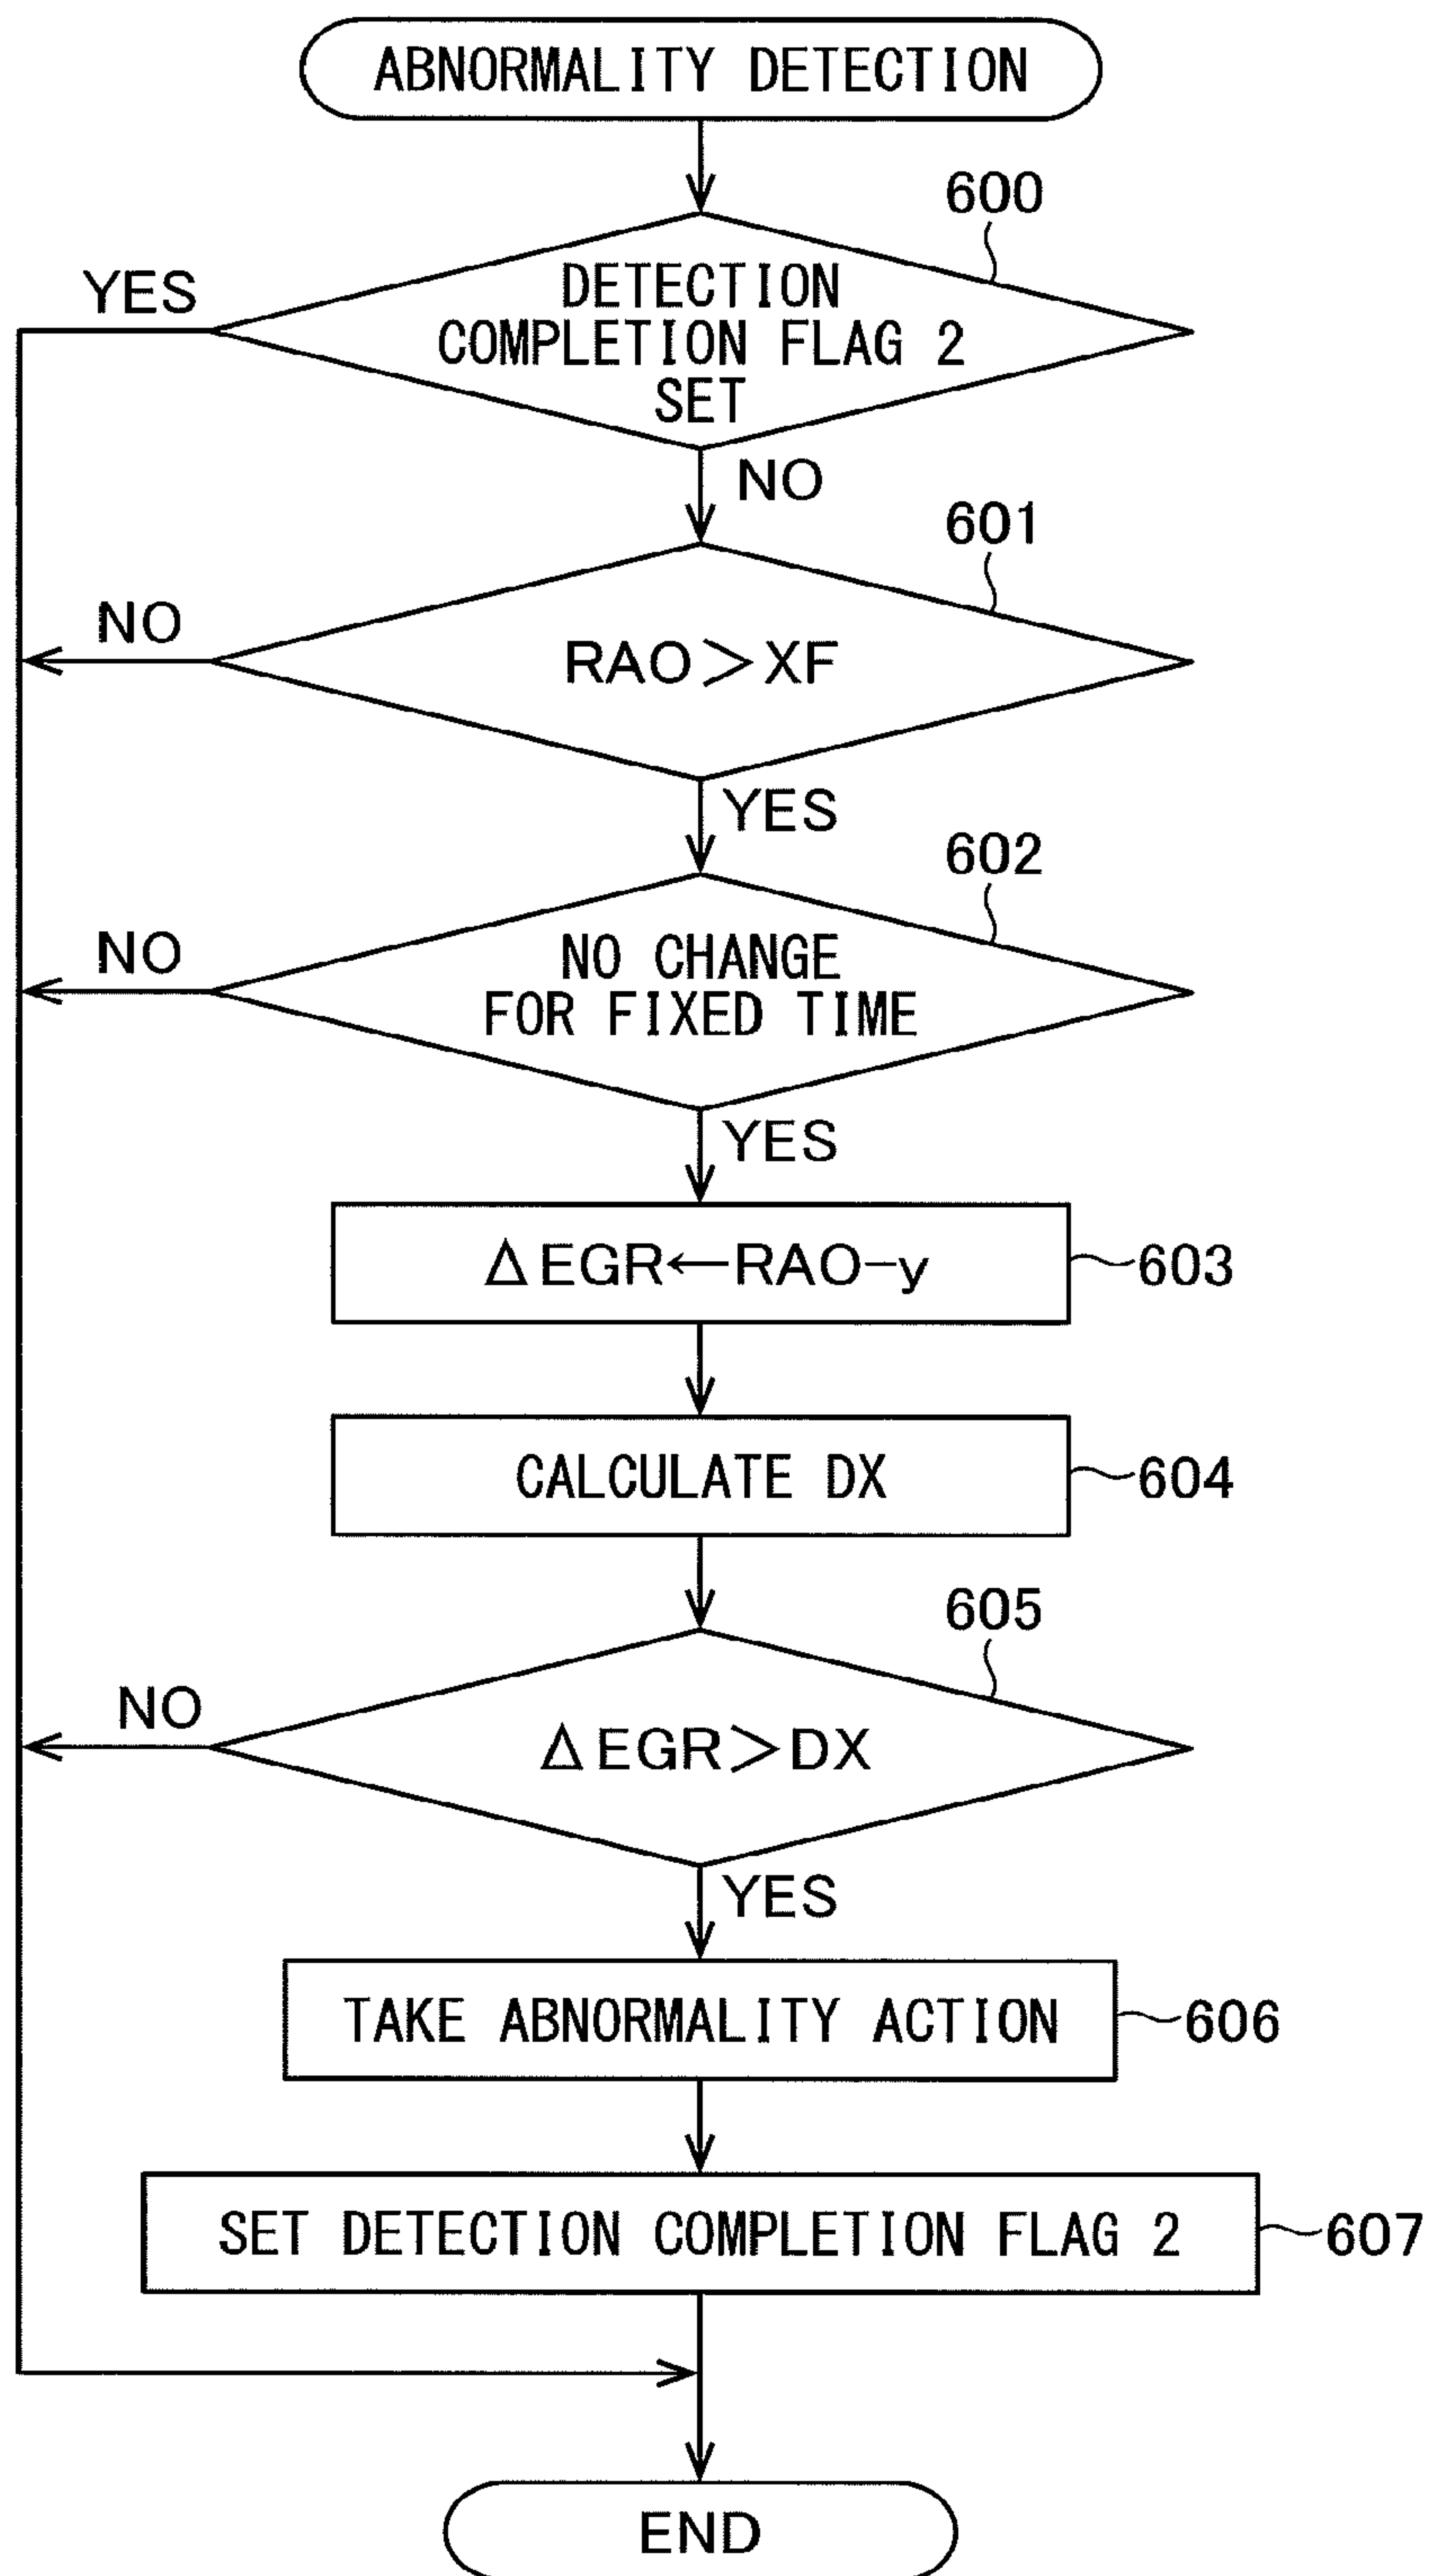 ABNORMALITY DETECTION
600
YES
DETECTION
COMPLETION FLAG 2
SET
NO
601
NO
RAO>XF
YES
602
NO
NO CHANGE
FOR FIXED TIME
YES
ΔEGR←RAO-y
603
CALCULATE DX
604
605
NO
ΔEGR>DX
YES
TAKE ABNORMALITY ACTION
606
SET DETECTION COMPLETION FLAG 2
607
END